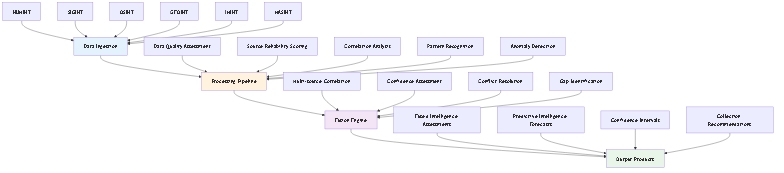 HUMINT
SIGINT
OSINT
GEOINT
IMINT
MASINT
Data Ingestion
Data Quality Assessment
Source Reliability Scoring
Correlation Analysis
Pattern Recognition
Anomaly Detection
Processing Pipeline
Multi-source Correlation
Confidence Assessment
Conflict Resolution
Gap Identification
Fusion Engine
Fused Intelligence
Assessments
Predictive Intelligence
Forecasts
Confidence Intervals
Collection
Recommendations
Output Products